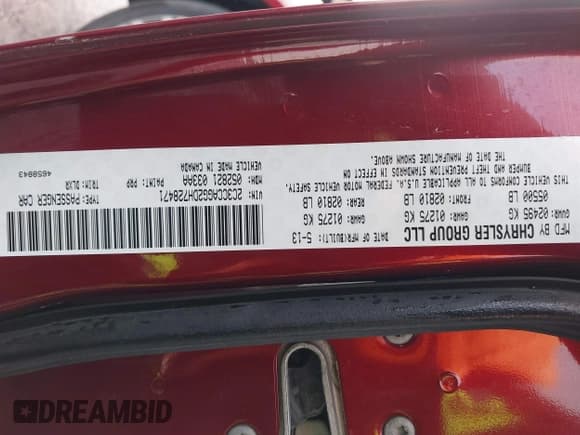 MFD BY CHRYSLER GROUP LLC
DATE OF MFR(BUILT): 5-13
GVWR: 02495 KG
05500 LB
GAWR: 01275 KG
FRONT 02810 LB
GAWR: 01275 KG
REAR: 02810 LB
THIS VEHICLE CONFORMS TO ALL APPLICABLE U.S.A. FEDERAL MOTOR VEHICLE SAFETY,
BUMPER AND THEFT PREVENTION STANDARDS IN EFFECT ON
THE DATE OF MANUFACTURE SHOWN ABOVE.
MDH: 052821 033AA
VEHICLE MADE IN CANADA
VIN: 2C3CCAGG2DH728471
TYPE: PASSENGER CAR
PAINT: PRP
TRIM: DLXR
4658843
DREAMBID